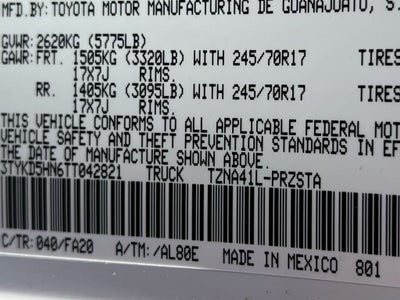 MFD.BY: TOYOTA MOTOR MANUFACTURING DE GUANAJUATO, S.
GVWR: 2620KG (5775LB)
GAWR: FRT. 1505KG (3320LB) WITH 245/70R17 TIRES
17X7J RIMS.
RR. 1405KG (3095LB) WITH 245/70R17 TIRES
17X7J RIMS.
THIS VEHICLE CONFORMS TO ALL APPLICABLE FEDERAL MOT
VEHICLE SAFETY AND THEFT PREVENTION STANDARDS IN EF
THE DATE OF MANUFACTURE SHOWN ABOVE.
3TYKD5HN6TT042821 TRUCK TZNA41L-PRZSTA
C/TR: 040/FA20 A/TM: /AL80E MADE IN MEXICO 801